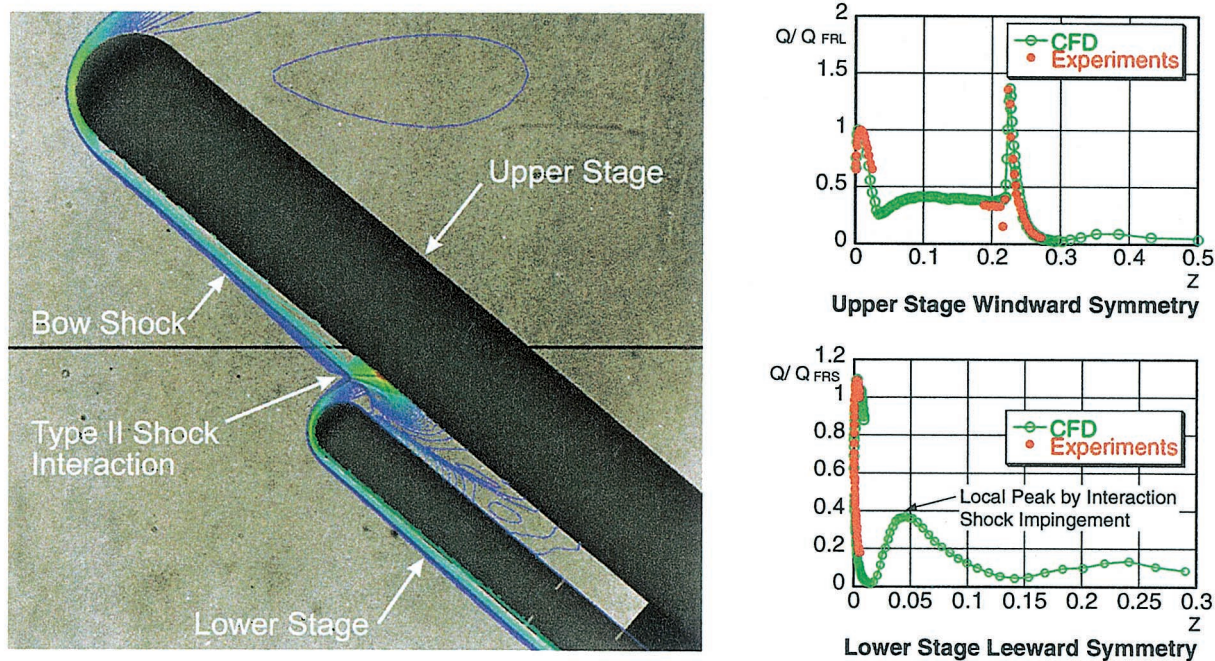 Upper Stage
Bow Shock
Type II Shock
Interaction
Lower Stage
2
Q/ Q FRL
CFD
Experiments
1.5
1
0.5
0
0 0.1 0.2 0.3 0.4 0.5
Z
Upper Stage Windward Symmetry
1.2
Q/ Q FRS
1.0
CFD
Experiments
0.8
0.6
Local Peak by Interaction
Shock Impingement
0.4
0.2
0
0 0.05 0.1 0.15 0.2 0.25 0.3
Z
Lower Stage Leeward Symmetry